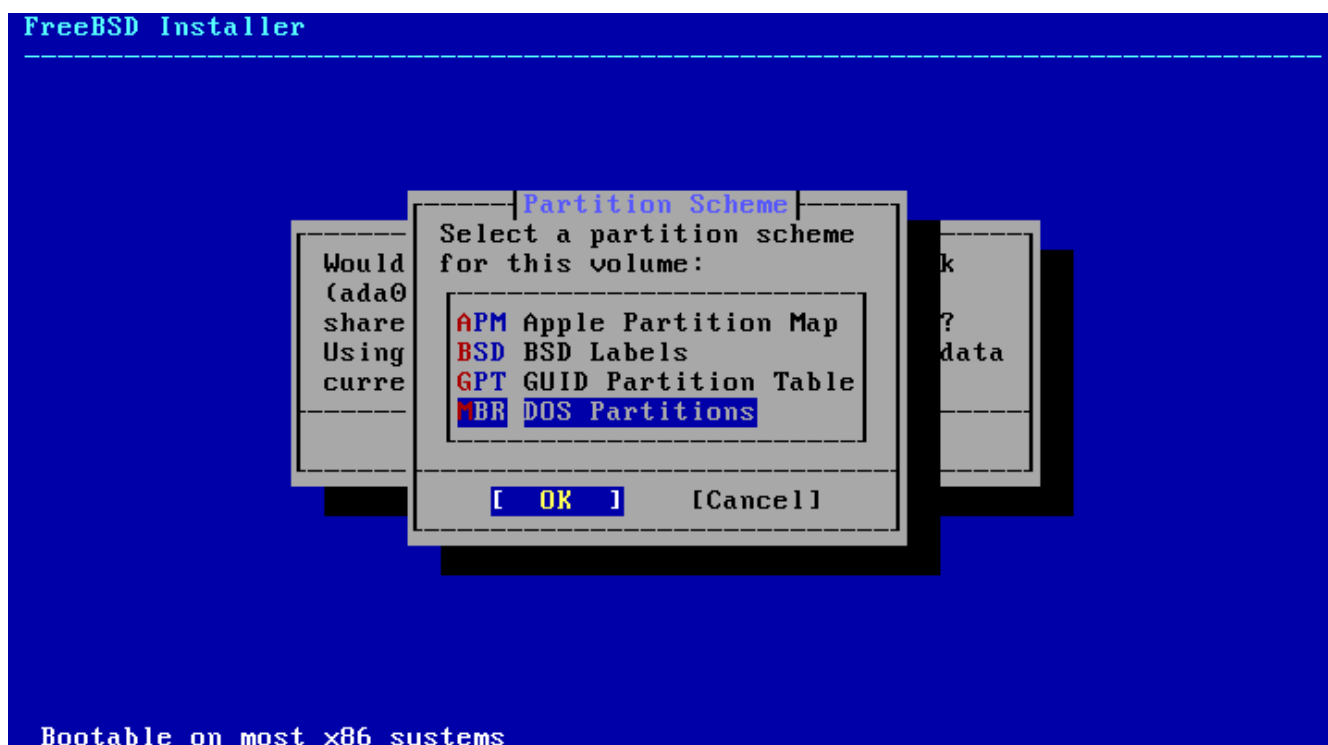 FreeBSD Installer
Partition Scheme
Select a partition scheme
for this volume:
Would
(ada0
share
Using
curre
k
?
data
APM Apple Partition Map
BSD BSD Labels
GPT GUID Partition Table
MBR DOS Partitions
[ OK ] [Cancel]
Bootable on most x86 systems